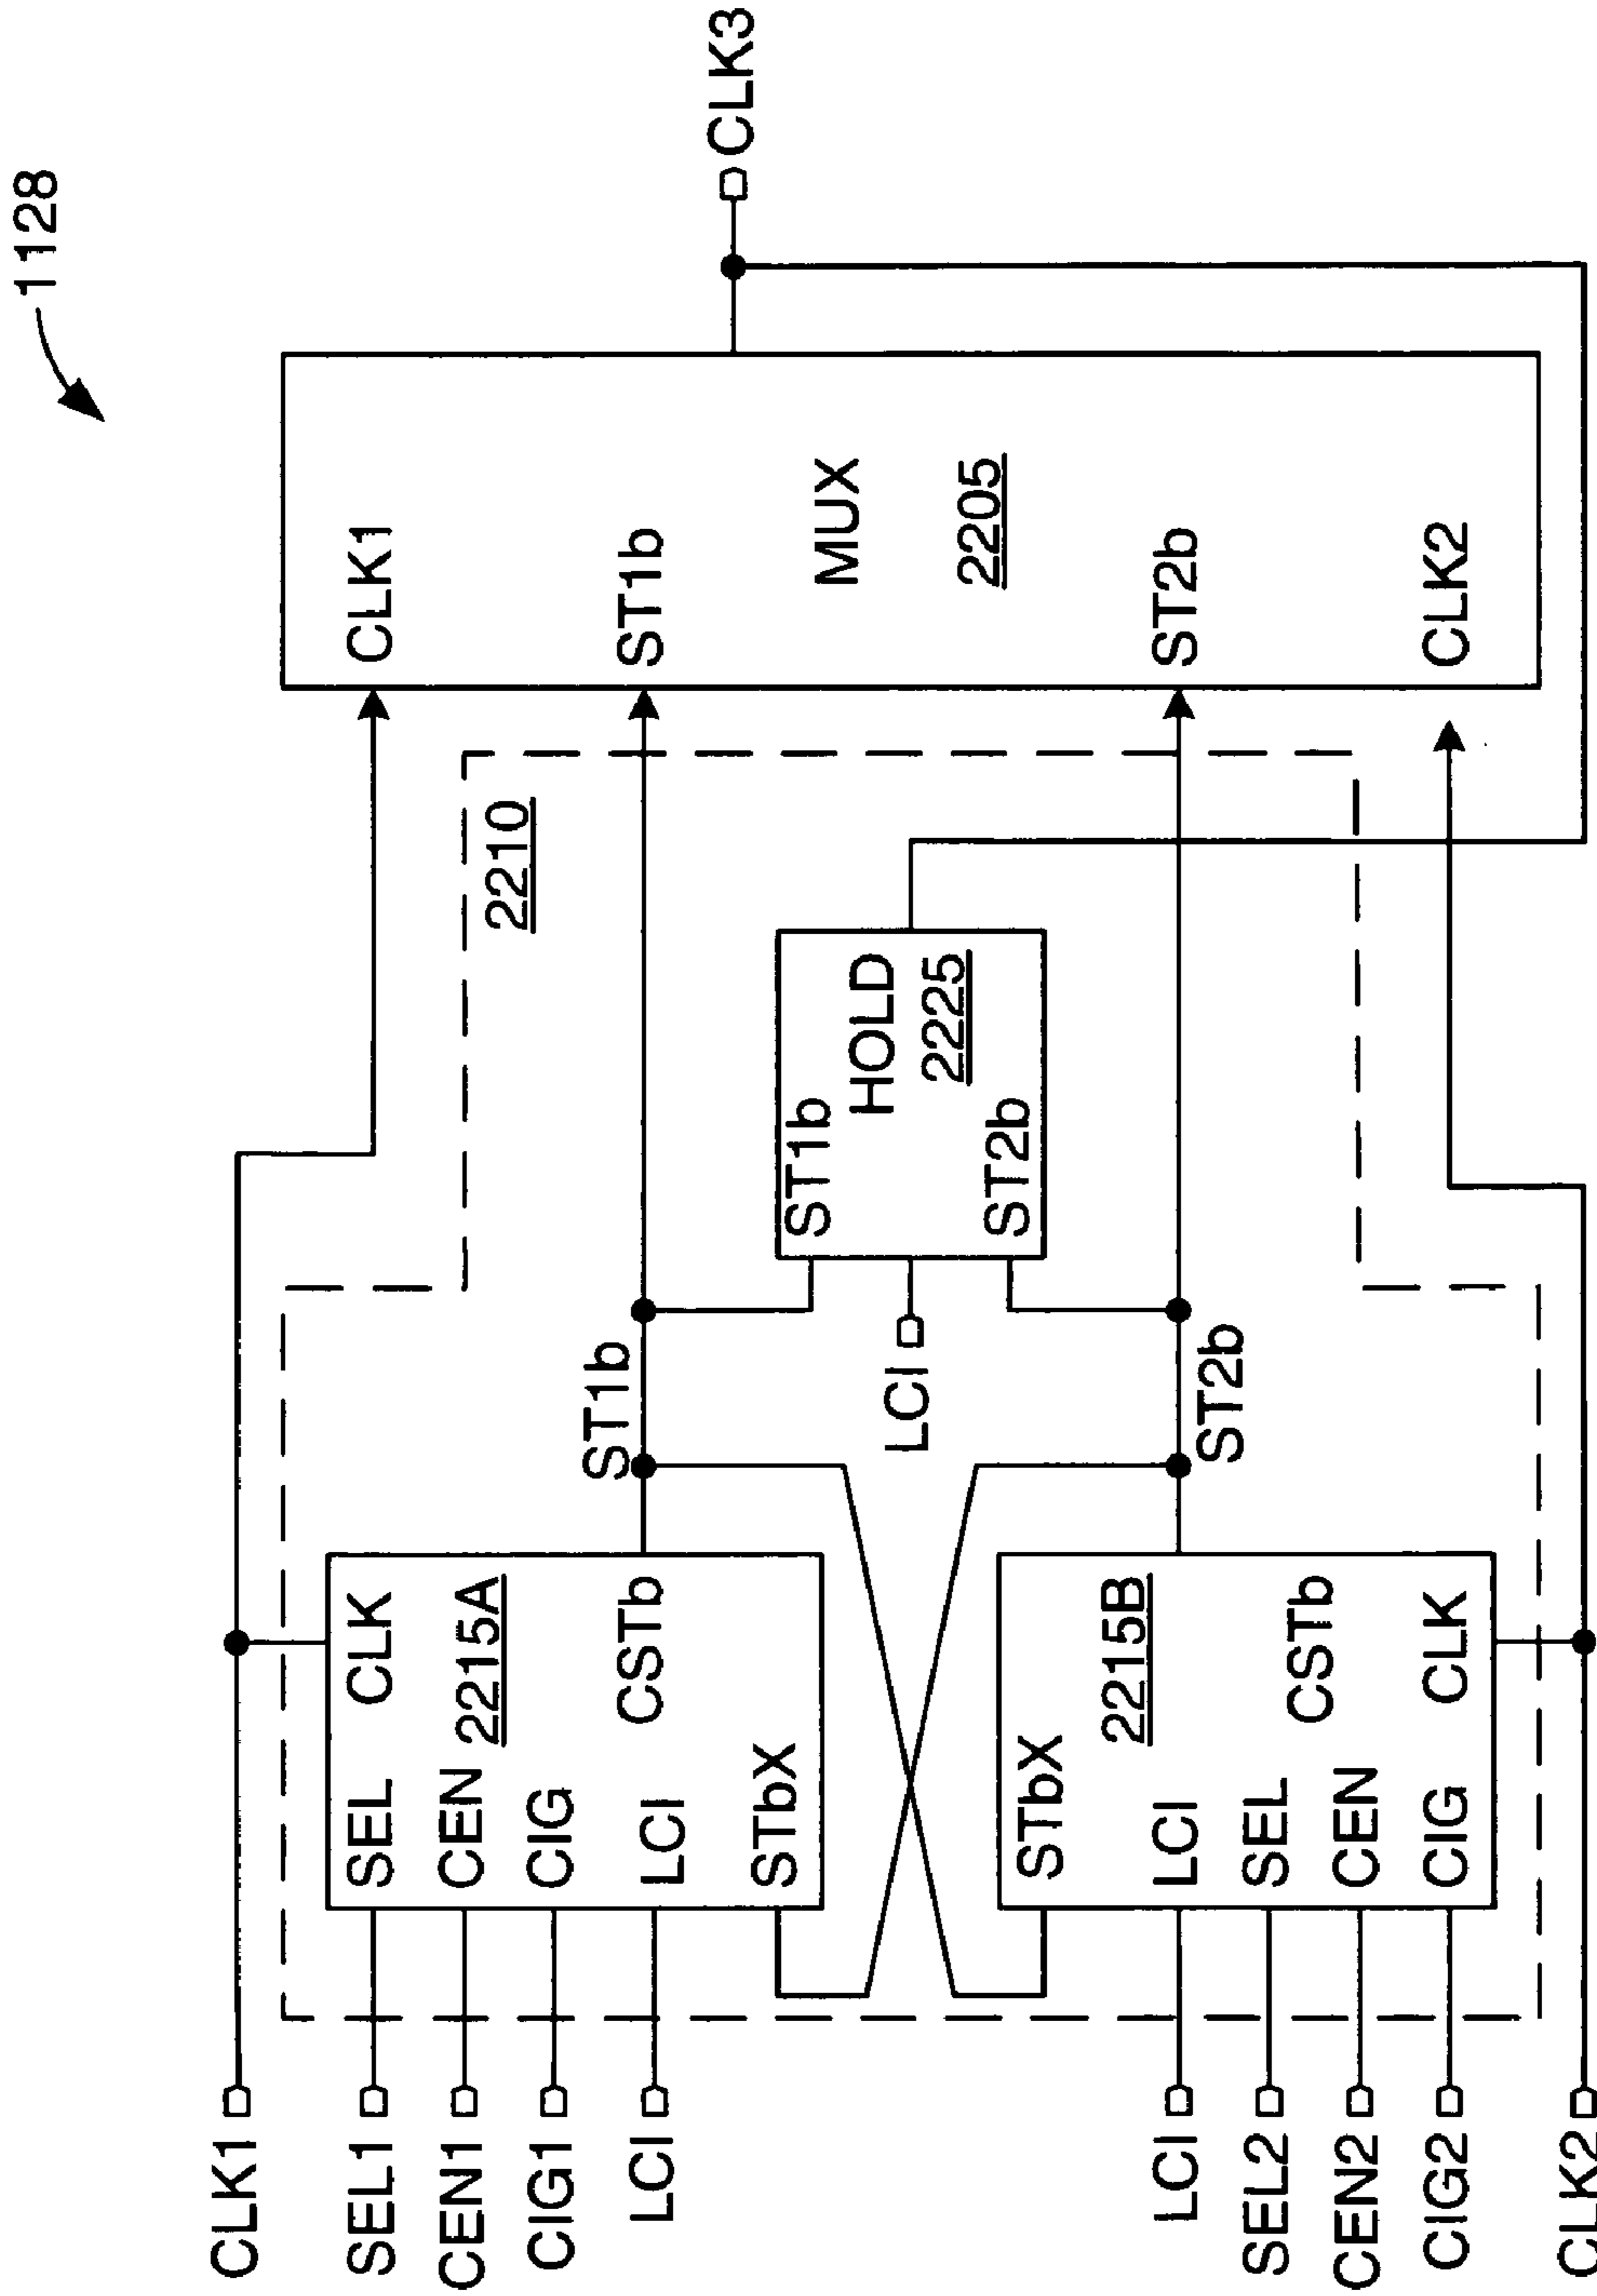 1128
CLK1
SEL1
CEN1
CIG1
LCI
LCI
SEL2
CEN2
CIG2
CLK2
SEL CLK
CEN 2215A
CIG
CSTb
LCI
STbX
STbX
2215B
LCI
SEL
CSTb
CEN
CIG CLK
ST1b
LCI
ST2b
2210
ST1b
HOLD
2225
ST2b
CLK1
ST1b
MUX
2205
ST2b
CLK2
CLK3